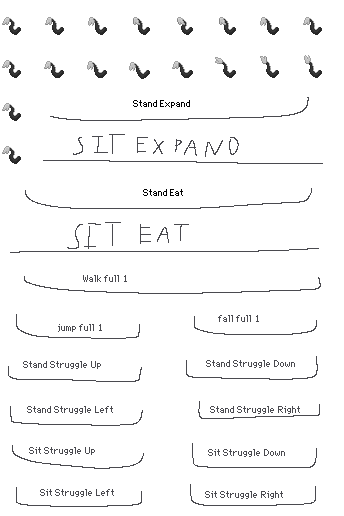 Stand Expand
SIT EXPAND
Stand Eat
SIT EAT
Walk full 1
jump full 1
fall full 1
Stand Struggle Up
Stand Struggle Down
Stand Struggle Left
Stand Struggle Right
Sit Struggle Up
Sit Struggle Down
Sit Struggle Left
Sit Struggle Right